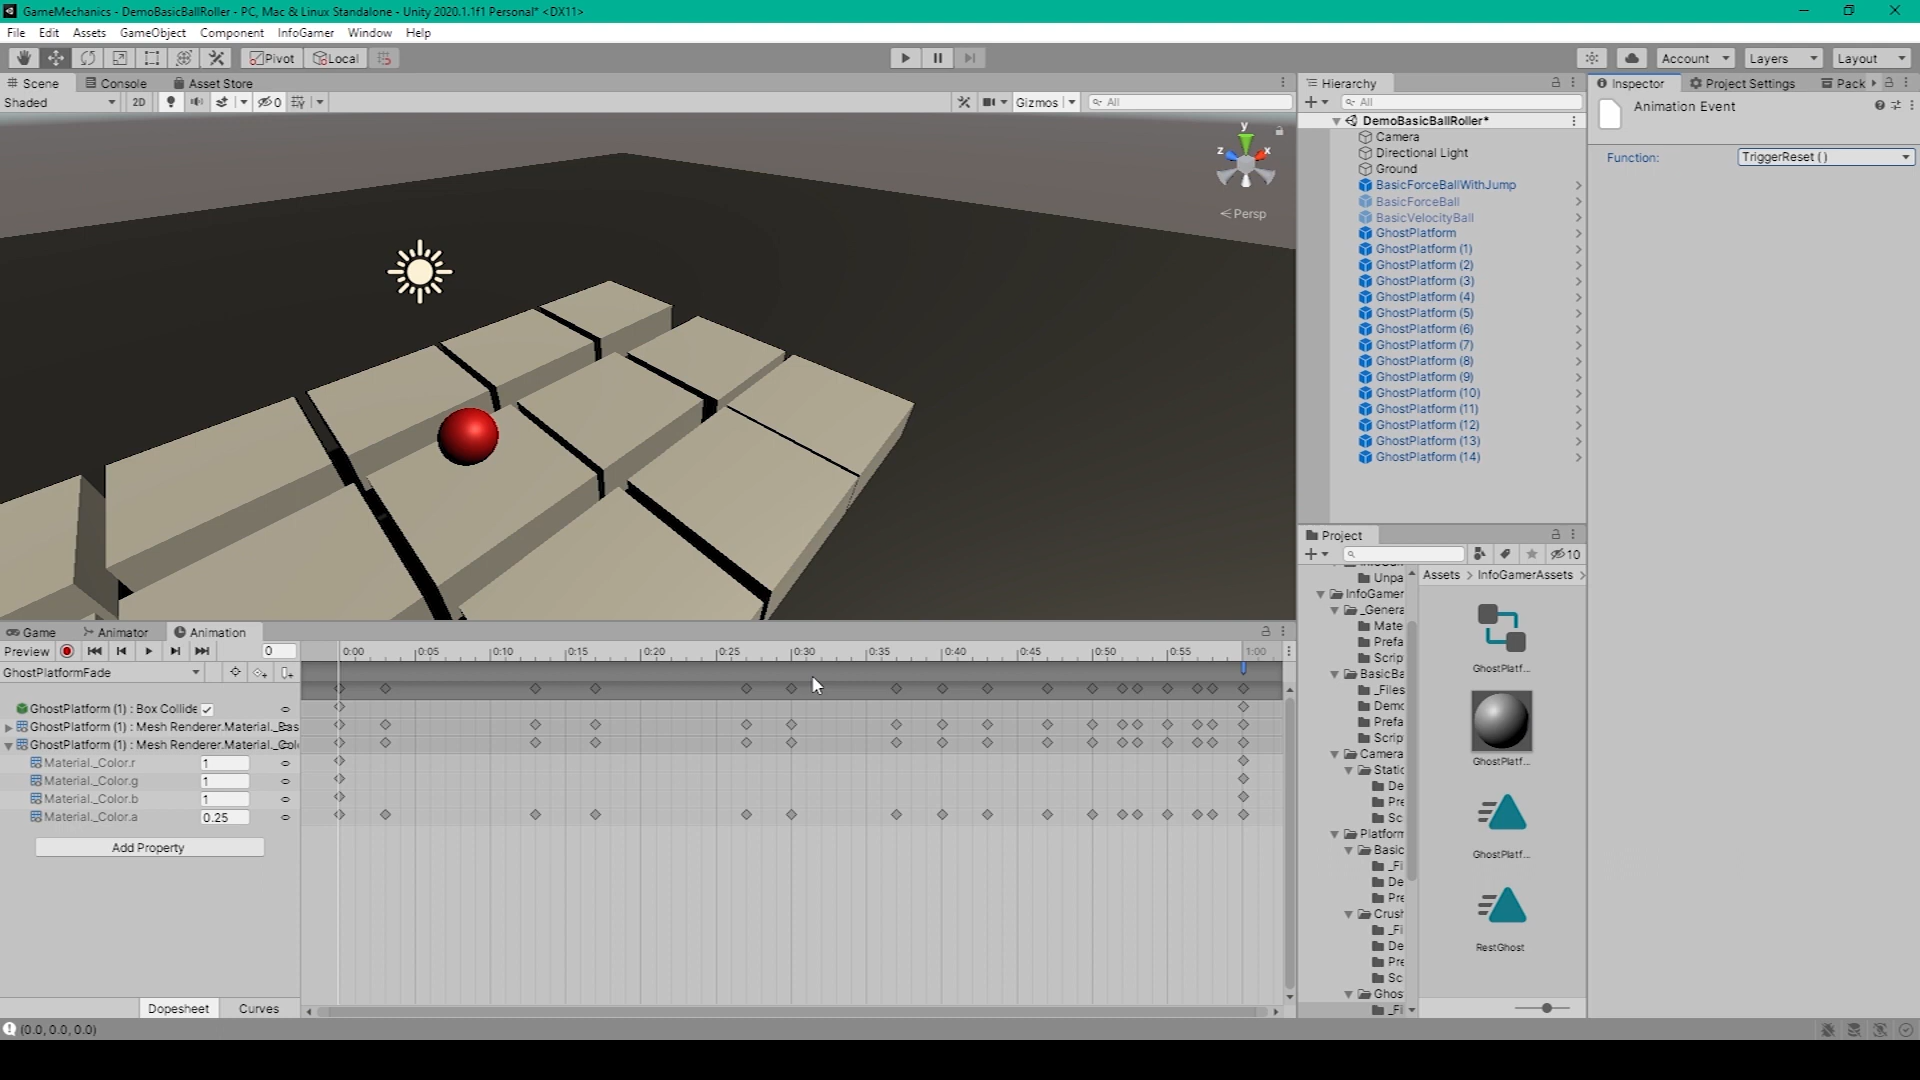 GameMechanics - DemoBasicBallRoller - PC, Mac & Linux Standalone - Unity 2020.1.1f1 Personal* <DX11>
File Edit Assets GameObject Component InfoGamer Window Help
Pivot Local Account Layers Layout
Scene Console Asset Store
Shaded 2D 0 Gizmos All
y
z x
Persp
Hierarchy
All
DemoBasicBallRoller*
Camera
Directional Light
Ground
BasicForceBallWithJump
BasicForceBall
BasicVelocityBall
GhostPlatform
GhostPlatform (1)
GhostPlatform (2)
GhostPlatform (3)
GhostPlatform (4)
GhostPlatform (5)
GhostPlatform (6)
GhostPlatform (7)
GhostPlatform (8)
GhostPlatform (9)
GhostPlatform (10)
GhostPlatform (11)
GhostPlatform (12)
GhostPlatform (13)
GhostPlatform (14)
Inspector Project Settings Pack
Animation Event
Function: TriggerReset ( )
Project
10
Unpa
InfoGamer
_Genera
Mate
Prefa
Scrip
BasicBa
_Files
Demo
Prefa
Scrip
Camera
Static
De
Pre
Sc
Platform
Basic
_Fi
De
Pre
Crush
_Fi
De
Pre
Sc
Ghos
_Fi
Assets > InfoGamerAssets >
GhostPlatf...
GhostPlatf...
GhostPlatf...
RestGhost
Game Animator Animation
Preview 0
0:00 0:05 0:10 0:15 0:20 0:25 0:30 0:35 0:40 0:45 0:50 0:55 1:00
GhostPlatformFade
GhostPlatform (1) : Box Collide
GhostPlatform (1) : Mesh Renderer.Material._Bas
GhostPlatform (1) : Mesh Renderer.Material._Col
Material._Color.r 1
Material._Color.g 1
Material._Color.b 1
Material._Color.a 0.25
Add Property
Dopesheet Curves
(0.0, 0.0, 0.0)